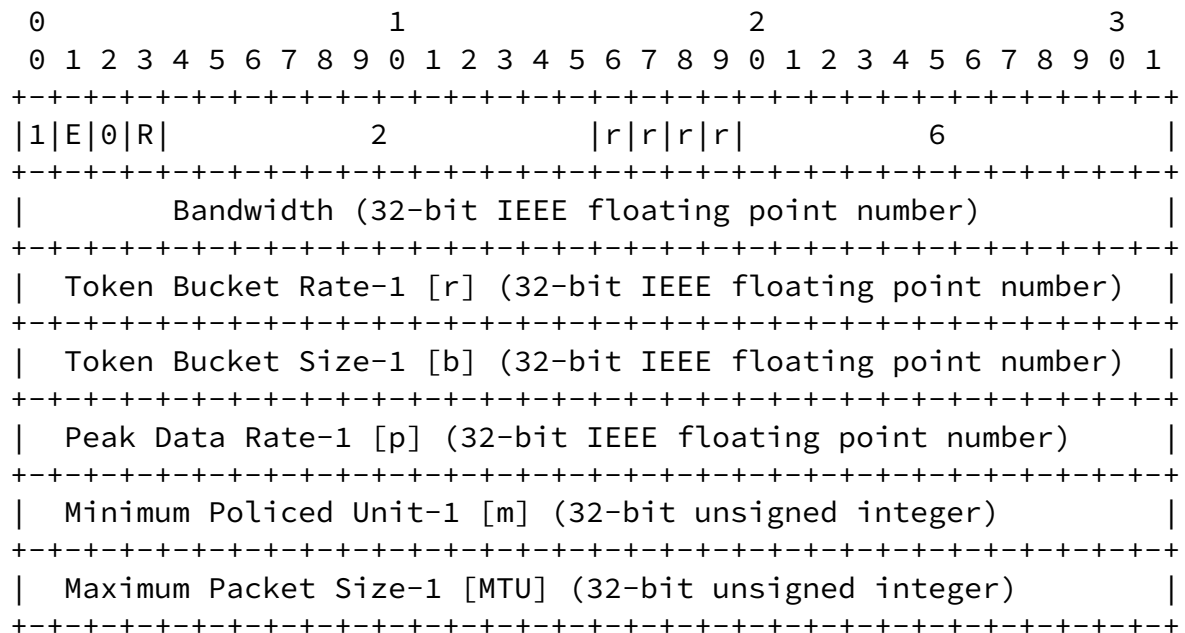 0                   1                   2                   3
 0 1 2 3 4 5 6 7 8 9 0 1 2 3 4 5 6 7 8 9 0 1 2 3 4 5 6 7 8 9 0 1
+-+-+-+-+-+-+-+-+-+-+-+-+-+-+-+-+-+-+-+-+-+-+-+-+-+-+-+-+-+-+-+-+
|1|E|0|R|           2           |r|r|r|r|          6            |
+-+-+-+-+-+-+-+-+-+-+-+-+-+-+-+-+-+-+-+-+-+-+-+-+-+-+-+-+-+-+-+-+
|        Bandwidth (32-bit IEEE floating point number)          |
+-+-+-+-+-+-+-+-+-+-+-+-+-+-+-+-+-+-+-+-+-+-+-+-+-+-+-+-+-+-+-+-+
|  Token Bucket Rate-1 [r] (32-bit IEEE floating point number)  |
+-+-+-+-+-+-+-+-+-+-+-+-+-+-+-+-+-+-+-+-+-+-+-+-+-+-+-+-+-+-+-+-+
|  Token Bucket Size-1 [b] (32-bit IEEE floating point number)  |
+-+-+-+-+-+-+-+-+-+-+-+-+-+-+-+-+-+-+-+-+-+-+-+-+-+-+-+-+-+-+-+-+
|  Peak Data Rate-1 [p] (32-bit IEEE floating point number)     |
+-+-+-+-+-+-+-+-+-+-+-+-+-+-+-+-+-+-+-+-+-+-+-+-+-+-+-+-+-+-+-+-+
|  Minimum Policed Unit-1 [m] (32-bit unsigned integer)         |
+-+-+-+-+-+-+-+-+-+-+-+-+-+-+-+-+-+-+-+-+-+-+-+-+-+-+-+-+-+-+-+-+
|  Maximum Packet Size-1 [MTU] (32-bit unsigned integer)        |
+-+-+-+-+-+-+-+-+-+-+-+-+-+-+-+-+-+-+-+-+-+-+-+-+-+-+-+-+-+-+-+-+